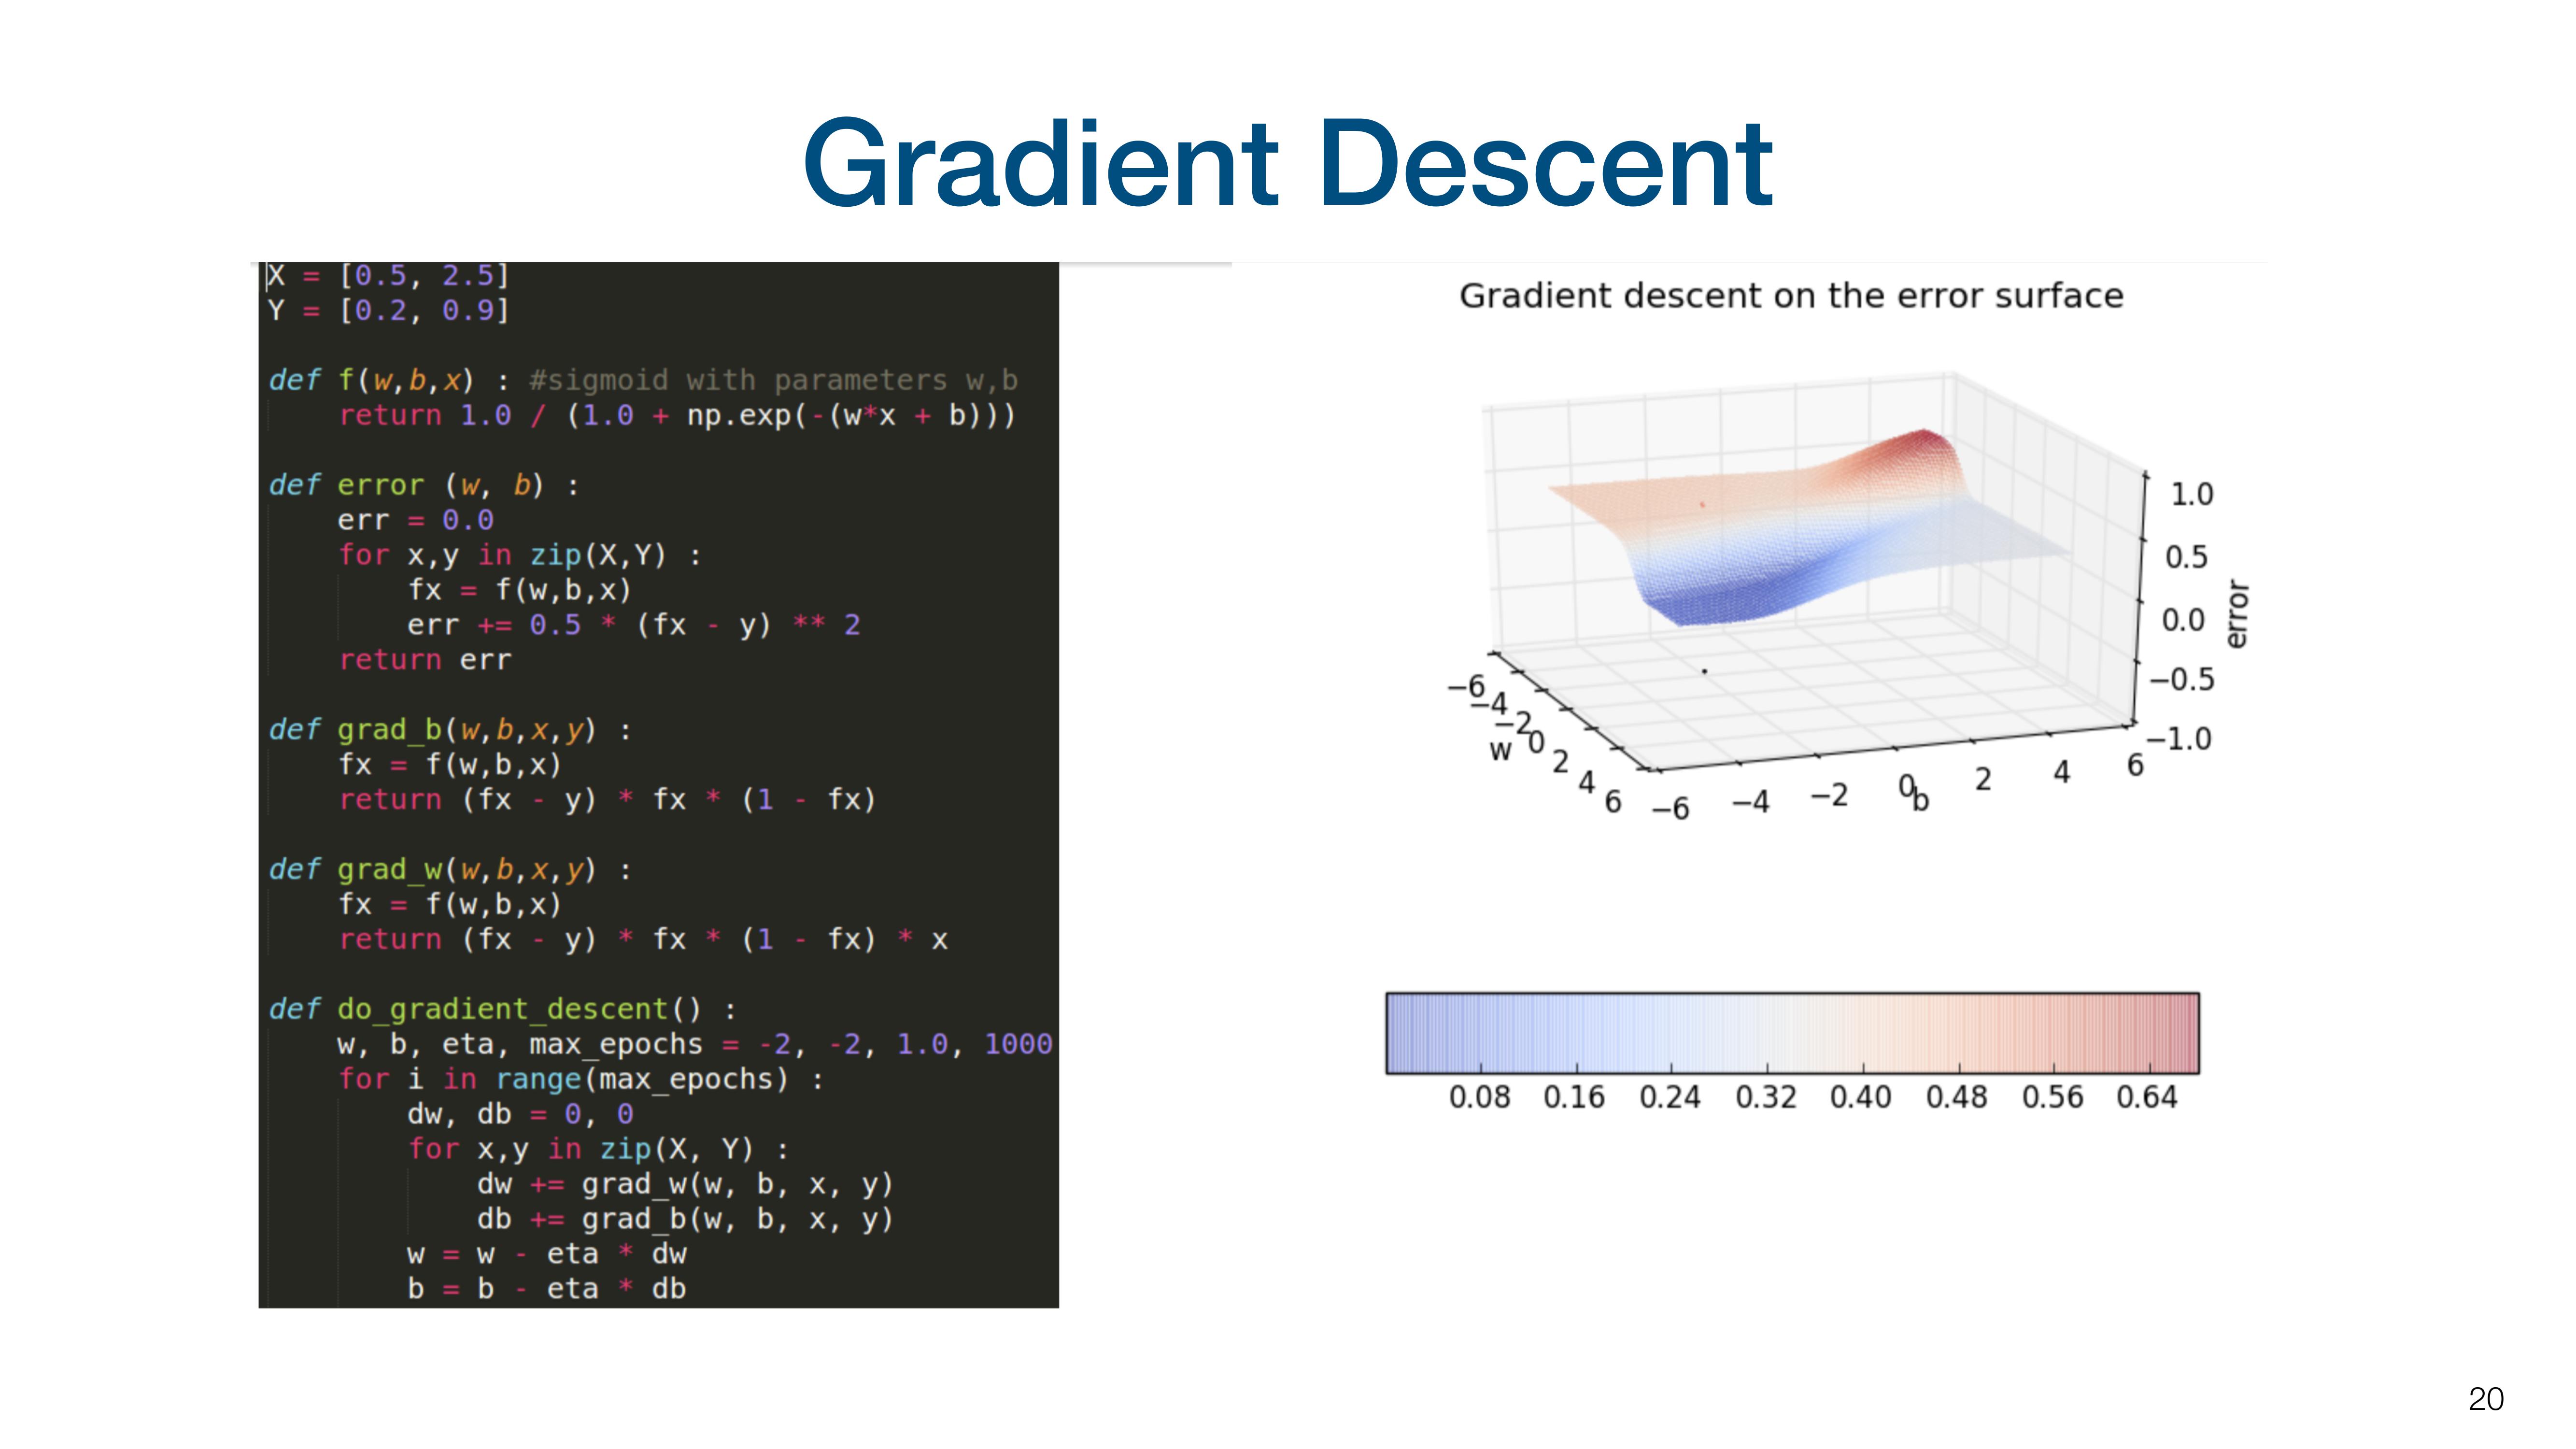 Gradient Descent
X = [0.5, 2.5]
Y = [0.2, 0.9]
def f(w,b,x) : #sigmoid with parameters w,b
    return 1.0 / (1.0 + np.exp(-(w*x + b)))
def error (w, b) :
    err = 0.0
    for x,y in zip(X,Y) :
        fx = f(w,b,x)
        err += 0.5 * (fx - y) ** 2
    return err
def grad_b(w,b,x,y) :
    fx = f(w,b,x)
    return (fx - y) * fx * (1 - fx)
def grad_w(w,b,x,y) :
    fx = f(w,b,x)
    return (fx - y) * fx * (1 - fx) * x
def do_gradient_descent() :
    w, b, eta, max_epochs = -2, -2, 1.0, 1000
    for i in range(max_epochs) :
        dw, db = 0, 0
        for x,y in zip(X, Y) :
            dw += grad_w(w, b, x, y)
            db += grad_b(w, b, x, y)
        w = w - eta * dw
        b = b - eta * db
Gradient descent on the error surface
1.0
0.5
0.0
−0.5
−1.0
error
−6
−4
−2
0
2
4
6
w
−6 −4 −2 0 2 4 6
b
0.08 0.16 0.24 0.32 0.40 0.48 0.56 0.64
20